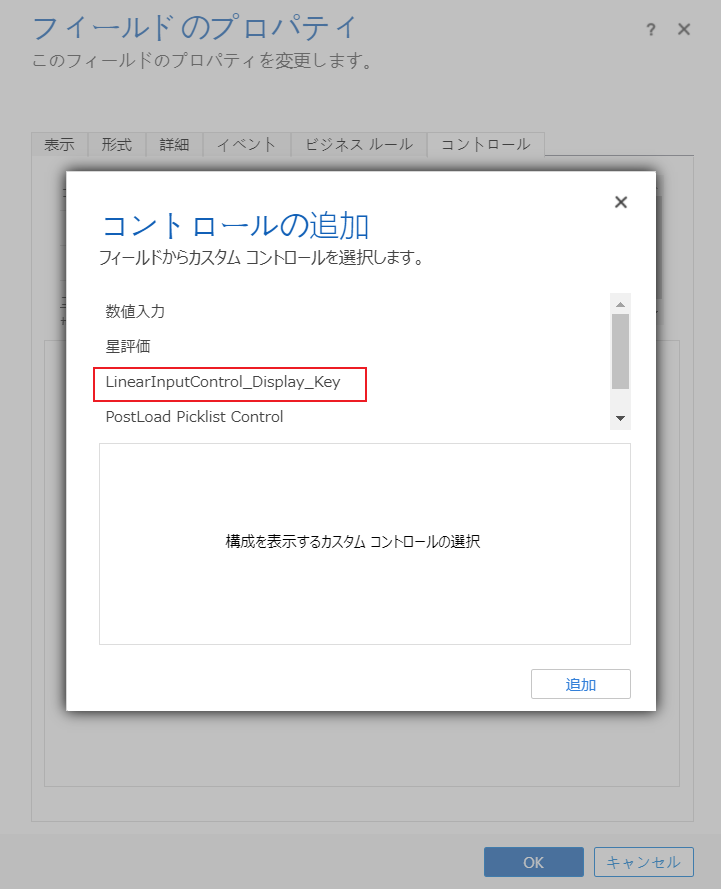 フィールドのプロパティ
?
このフィールドのプロパティを変更します。
表示 形式 詳細 イベント ビジネス ルール コントロール
コントロールの追加
フィールドからカスタム コントロールを選択します。
数値入力
星評価
LinearInputControl_Display_Key
PostLoad Picklist Control
構成を表示するカスタム コントロールの選択
追加
OK キャンセル